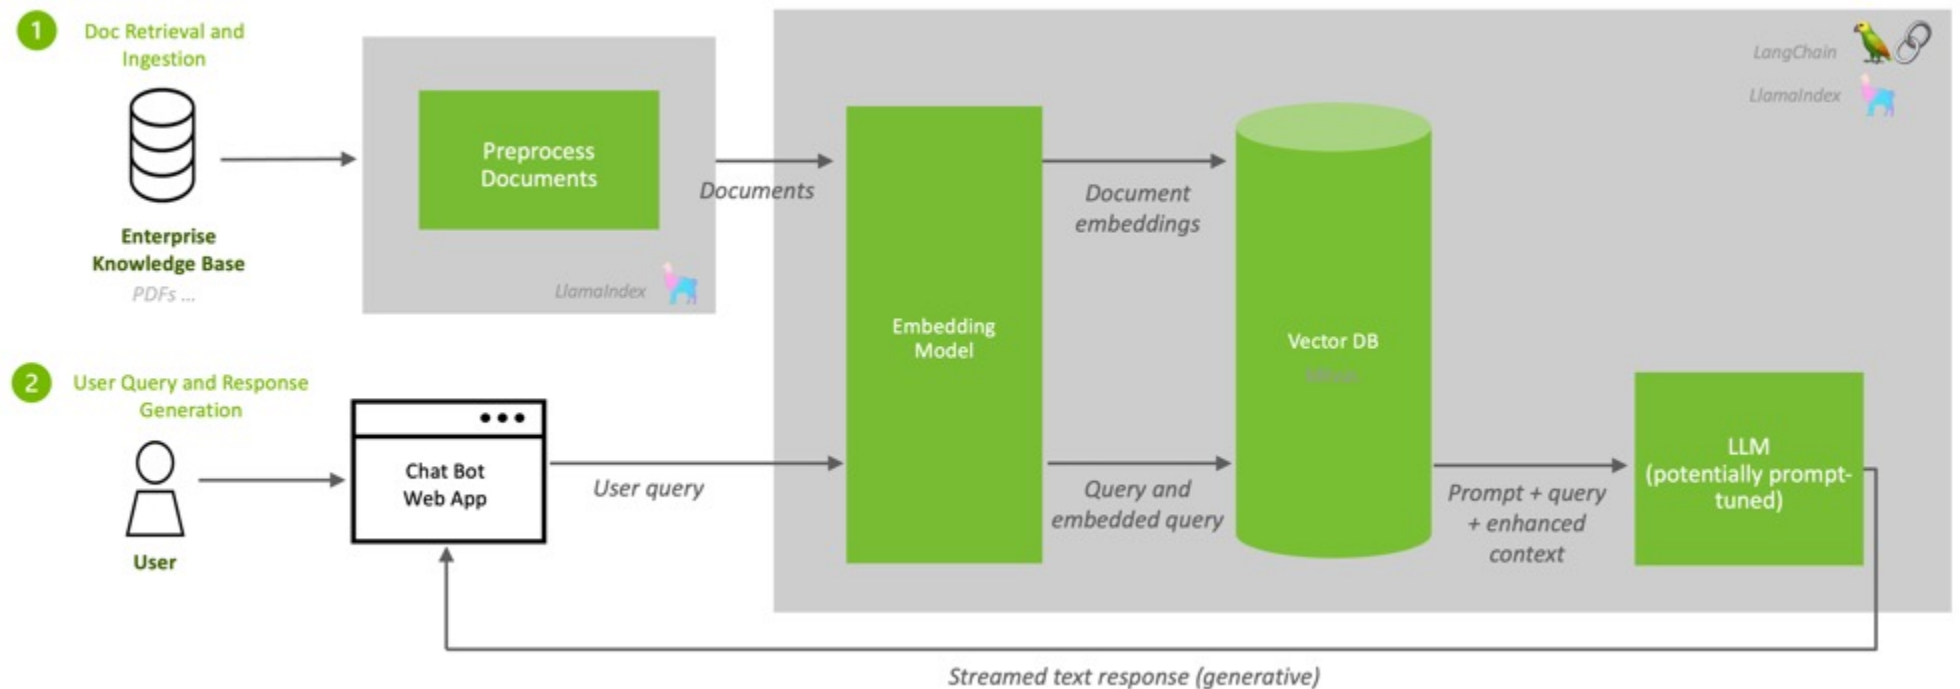 1
Doc Retrieval and
Ingestion
Enterprise
Knowledge Base
PDFs ...
Preprocess
Documents
LlamaIndex
Documents
LangChain
LlamaIndex
Embedding
Model
Document
embeddings
Vector DB
2
User Query and Response
Generation
User
Chat Bot
Web App
User query
Query and
embedded query
Prompt + query
+ enhanced
context
LLM
(potentially prompt-
tuned)
Streamed text response (generative)